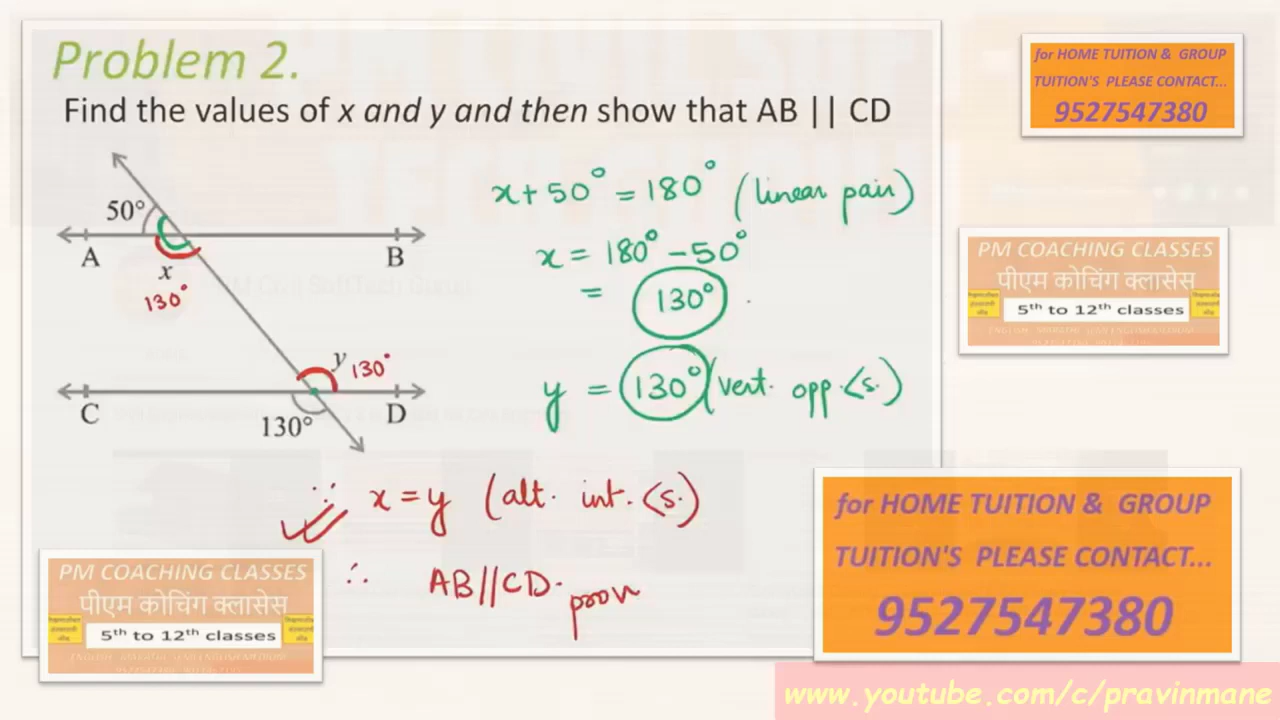 Problem 2.
Find the values of x and y and then show that AB || CD
50°
A
B
x
130°
y 130°
C
D
130°
x + 50° = 180° (linear pair)
x = 180° - 50°
= 130°
y = 130° (vert. opp. <s.)
∵ x = y (alt. int. <s.)
∴ AB//CD.
for HOME TUITION & GROUP
TUITION'S PLEASE CONTACT...
9527547380
PM COACHING CLASSES
पीएम कोचिंग क्लासेस
5th to 12th classes
for HOME TUITION & GROUP
TUITION'S PLEASE CONTACT...
9527547380
PM COACHING CLASSES
पीएम कोचिंग क्लासेस
5th to 12th classes
www.youtube.com/c/pravinmane